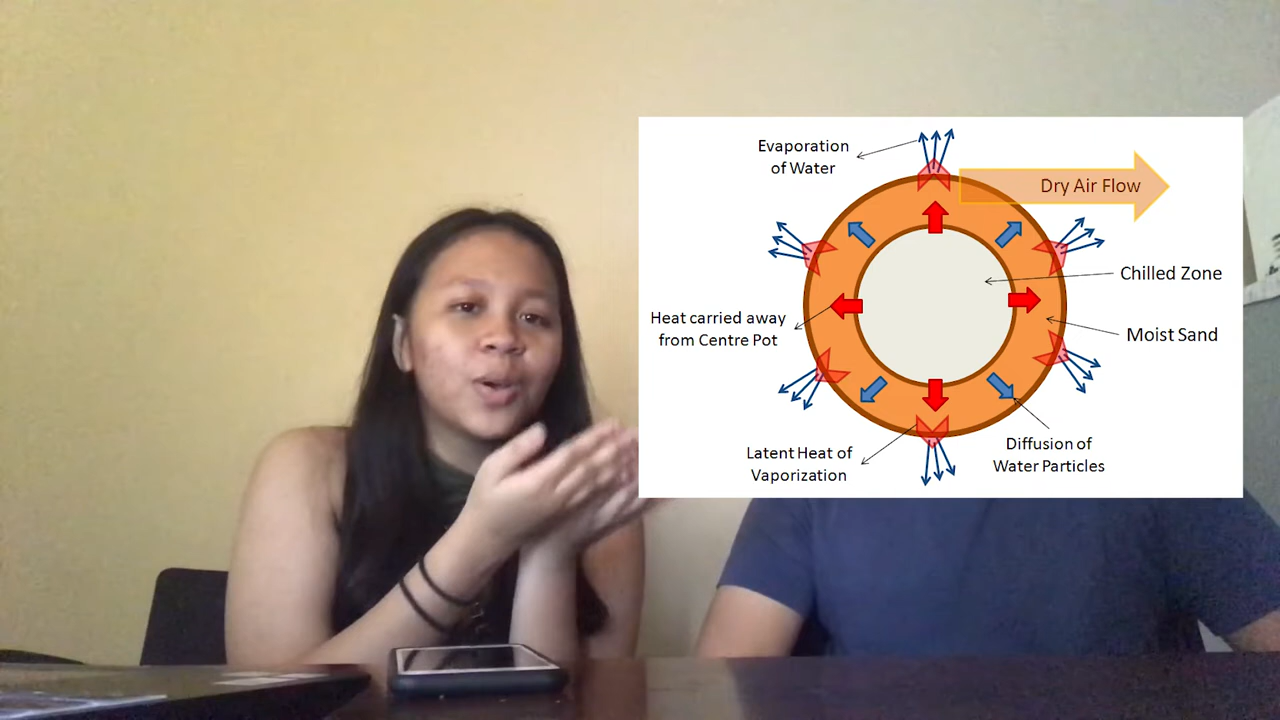 Evaporation
of Water
Dry Air Flow
Chilled Zone
Heat carried away
from Centre Pot
Moist Sand
Latent Heat of
Vaporization
Diffusion of
Water Particles